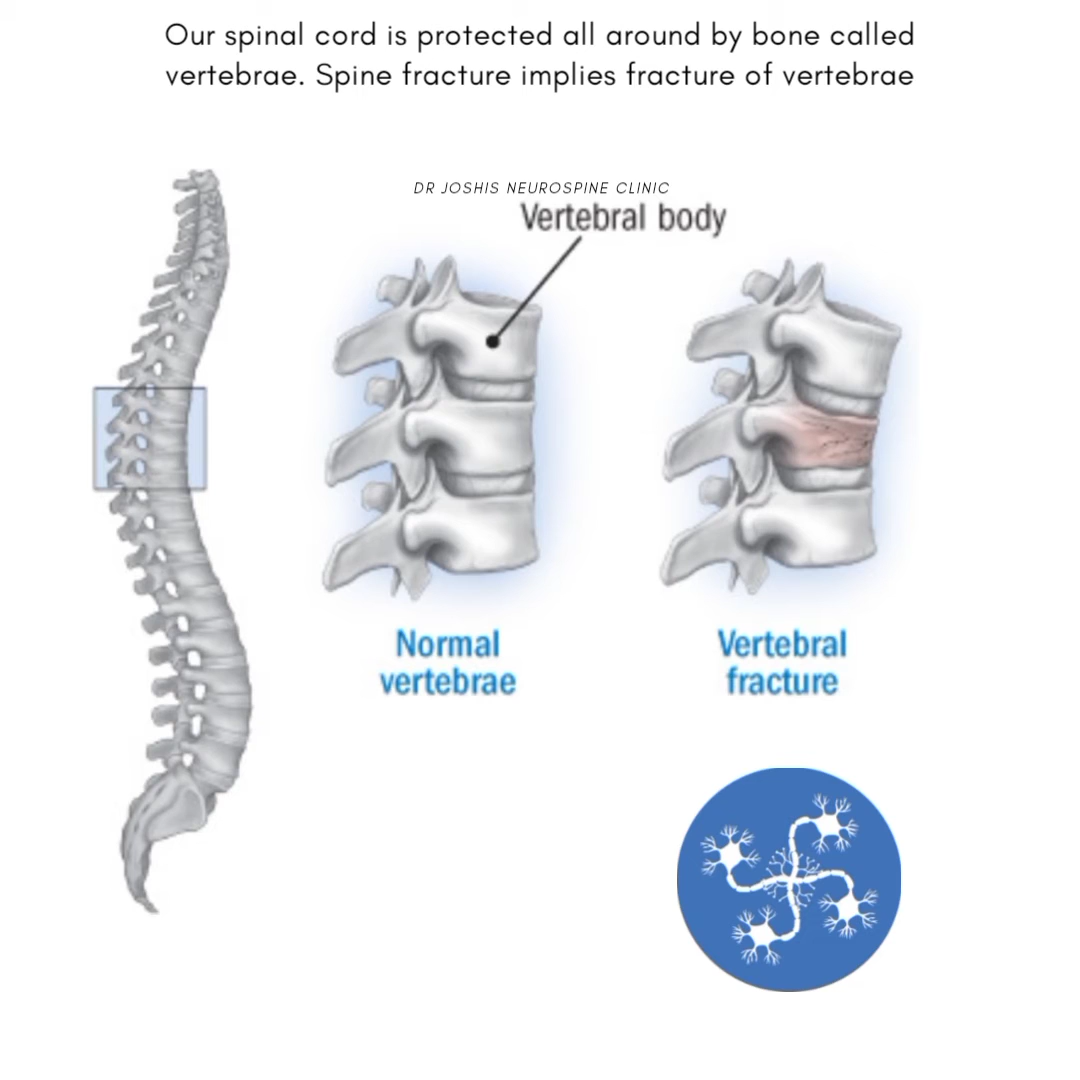 Our spinal cord is protected all around by bone called
vertebrae. Spine fracture implies fracture of vertebrae
DR JOSHIS NEUROSPINE CLINIC
Vertebral body
Normal
vertebrae
Vertebral
fracture